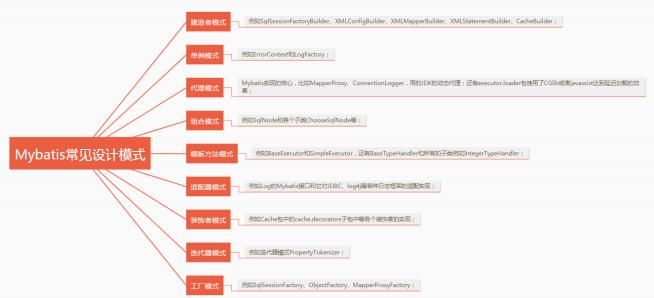 Mybatis常见设计模式
建造者模式
例如SqlSessionFactoryBuilder、XMLConfigBuilder、XMLMapperBuilder、XMLStatementBuilder、CacheBuilder；
单例模式
例如ErrorContext和LogFactory；
代理模式
Mybatis实现的核心，比如MapperProxy、ConnectionLogger，用的JDK的动态代理；还有executor.loader包使用了CGlib或者javassist达到延迟加载的效
果；
组合模式
例如SqlNode和各个子类ChooseSqlNode等；
模板方法模式
例如BaseExecutor和SimpleExecutor，还有BaseTypeHandler和所有的子类例如IntegerTypeHandler；
适配器模式
例如Log的Mybatis接口和它对JDBC、log4j等各种日志框架的适配实现；
装饰者模式
例如Cache包中的cache.decorators子包中等各个装饰者的实现；
迭代器模式
例如迭代器模式PropertyTokenizer；
工厂模式
例如SqlSessionFactory、ObjectFactory、MapperProxyFactory；